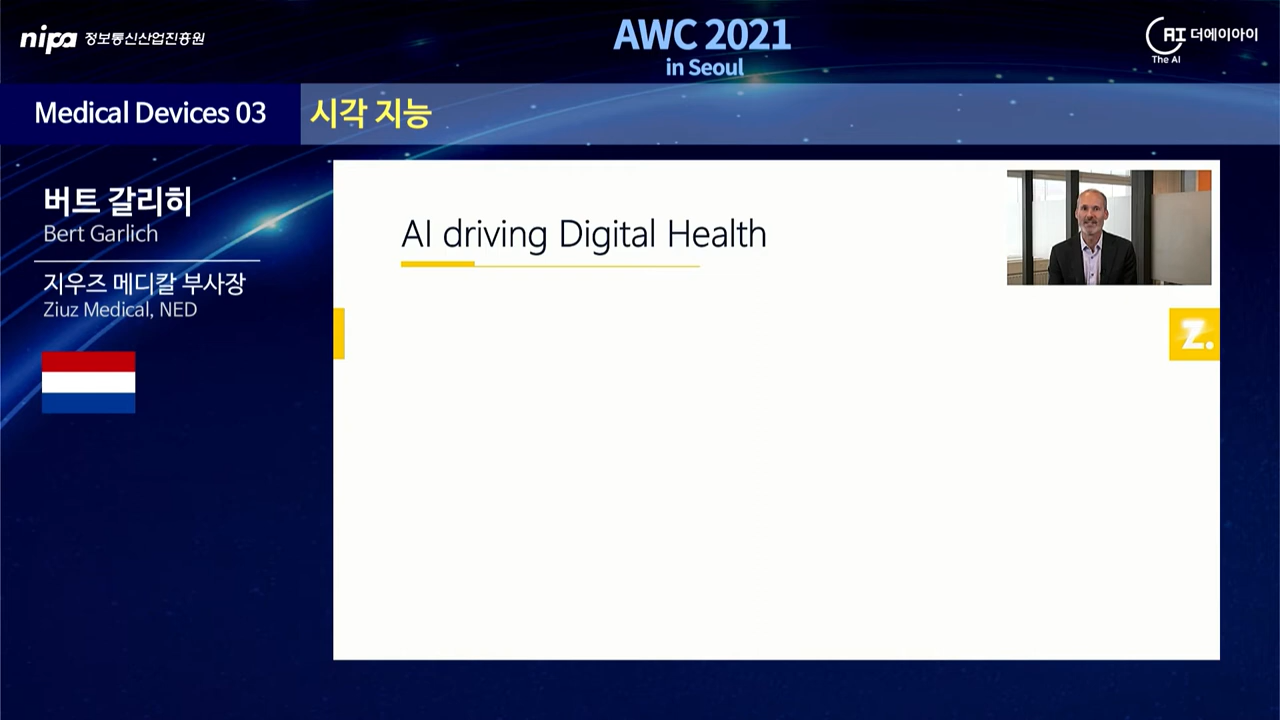 nipa 정보통신산업진흥원
AWC 2021
in Seoul
AI 더에이아이
The AI
Medical Devices 03
시각 지능
버트 갈리히
Bert Garlich
지우즈 메디칼 부사장
Ziuz Medical, NED
AI driving Digital Health
Z.